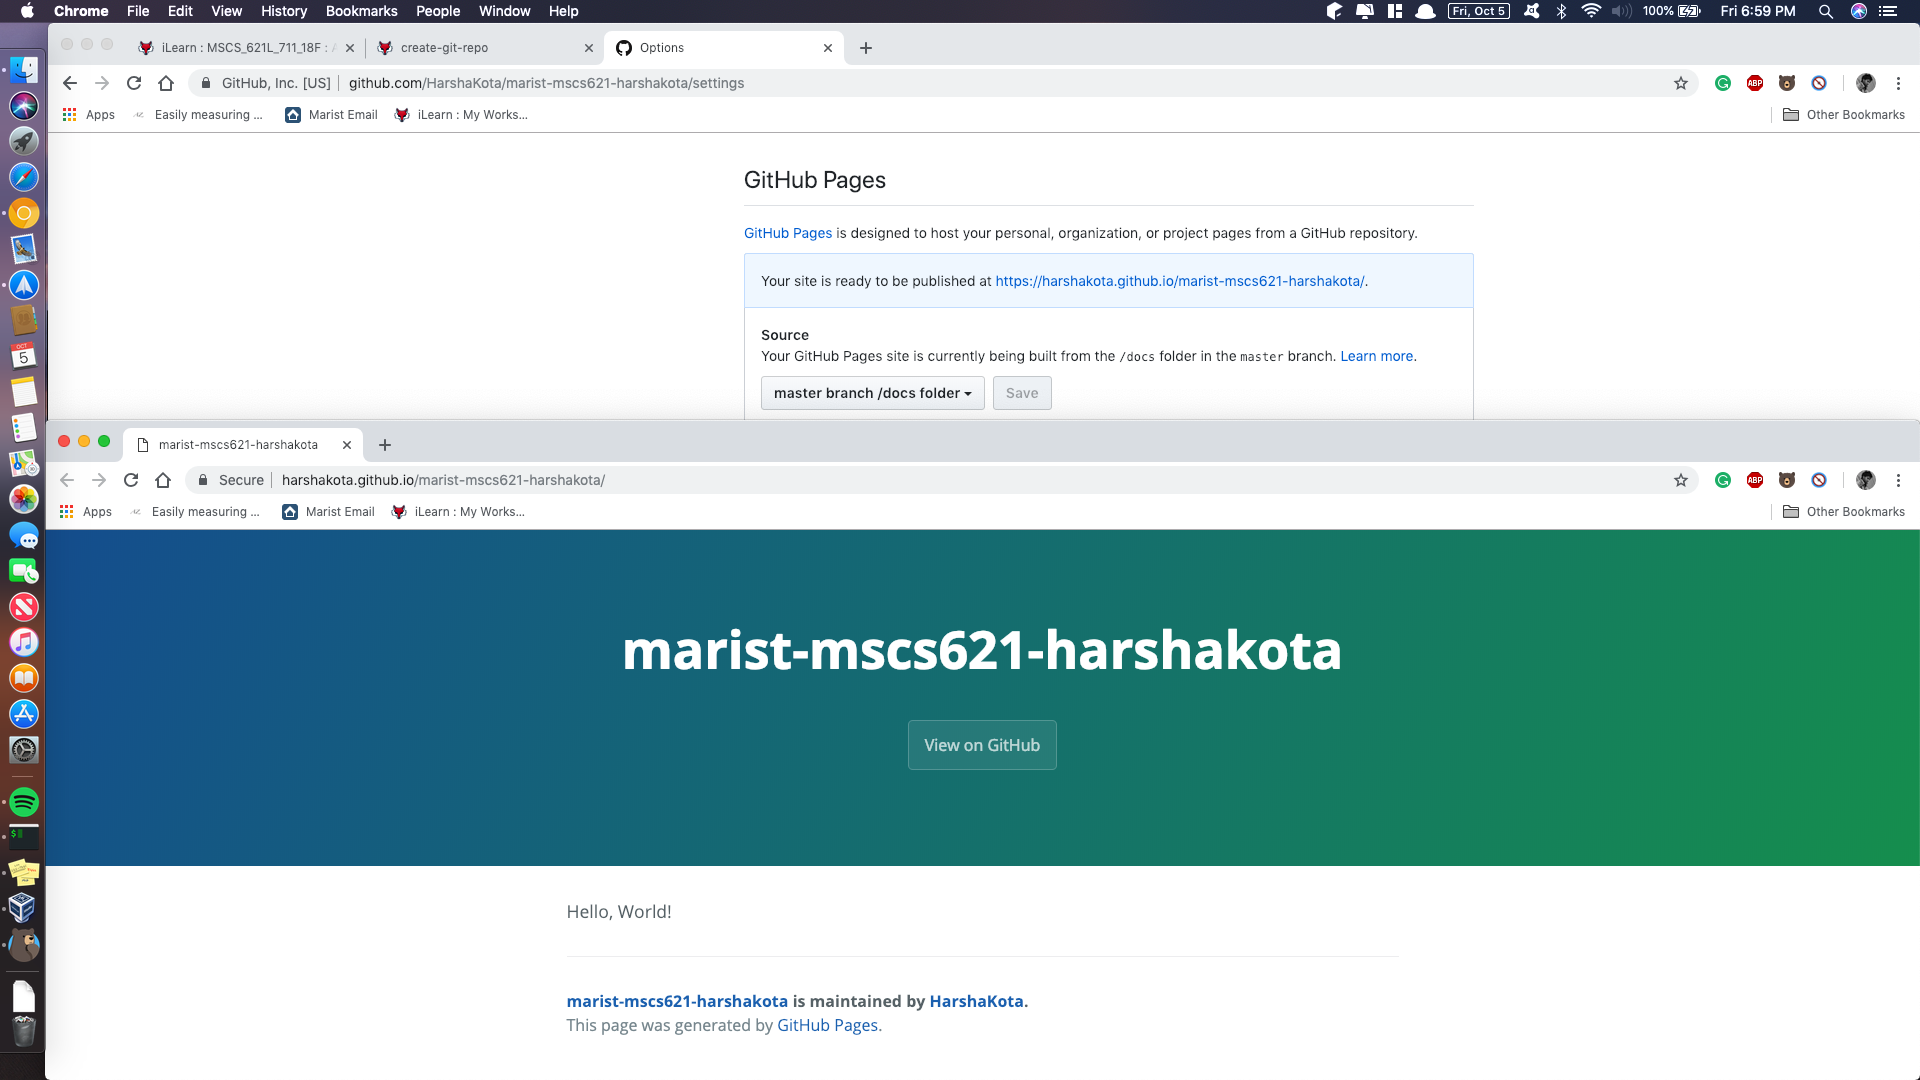 Chrome File Edit View History Bookmarks People Window Help Fri, Oct 5 100% Fri 6:59 PM
iLearn : MSCS_621L_711_18F : A create-git-repo Options
GitHub, Inc. [US] github.com/HarshaKota/marist-mscs621-harshakota/settings ABP
Apps Easily measuring ... Marist Email iLearn : My Works... Other Bookmarks
GitHub Pages
GitHub Pages is designed to host your personal, organization, or project pages from a GitHub repository.
Your site is ready to be published at https://harshakota.github.io/marist-mscs621-harshakota/.
Source
Your GitHub Pages site is currently being built from the /docs folder in the master branch. Learn more.
master branch /docs folder Save
OCT
5
marist-mscs621-harshakota
Secure harshakota.github.io/marist-mscs621-harshakota/ ABP
Apps Easily measuring ... Marist Email iLearn : My Works... Other Bookmarks
marist-mscs621-harshakota
View on GitHub
Hello, World!
marist-mscs621-harshakota is maintained by HarshaKota.
This page was generated by GitHub Pages.